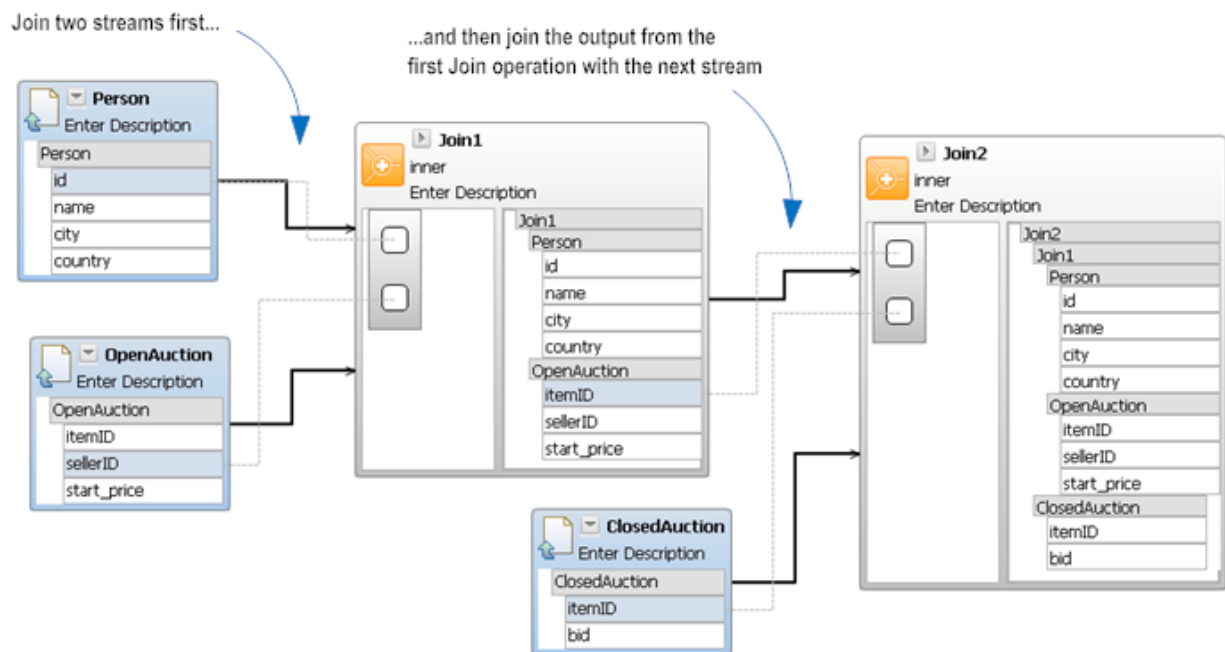 Join two streams first...
...and then join the output from the
first Join operation with the next stream
Person
Enter Description
Person
id
name
city
country
OpenAuction
Enter Description
OpenAuction
itemID
sellerID
start_price
Join1
inner
Enter Description
Join1
Person
id
name
city
country
OpenAuction
itemID
sellerID
start_price
ClosedAuction
Enter Description
ClosedAuction
itemID
bid
Join2
inner
Enter Description
Join2
Join1
Person
id
name
city
country
OpenAuction
itemID
sellerID
start_price
ClosedAuction
itemID
bid